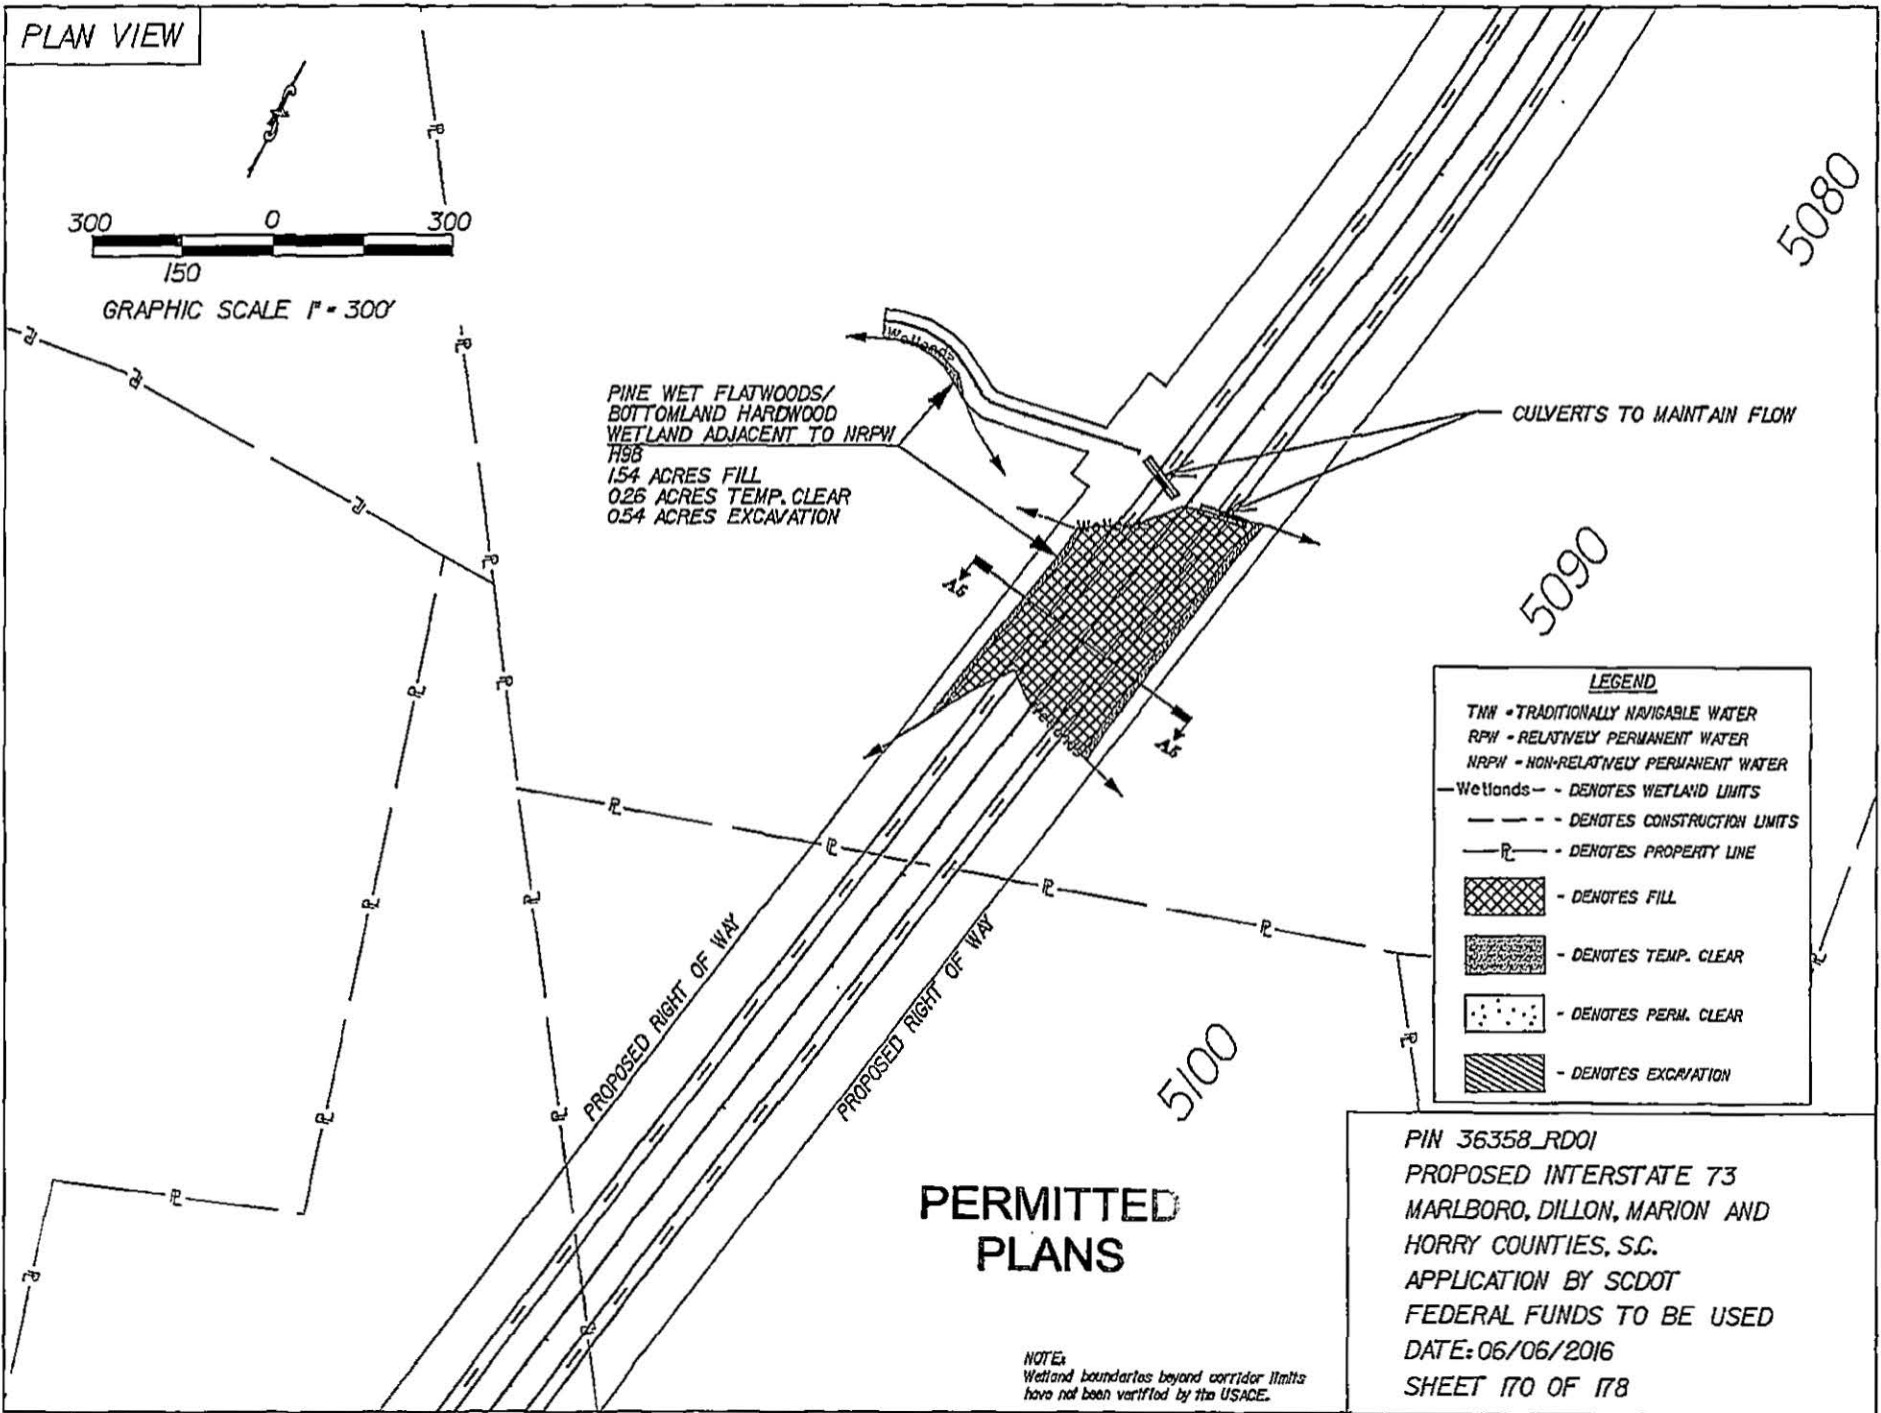 PLAN VIEW
300 0 300
150
GRAPHIC SCALE 1" = 300'
PINE WET FLATWOODS/
BOTTOMLAND HARDWOOD
WETLAND ADJACENT TO NRPW
H98
1.54 ACRES FILL
0.26 ACRES TEMP. CLEAR
0.54 ACRES EXCAVATION
Wetlands
CULVERTS TO MAINTAIN FLOW
5080
5090
5100
A5
A5
PROPOSED RIGHT OF WAY
PROPOSED RIGHT OF WAY
LEGEND
TNW - TRADITIONALLY NAVIGABLE WATER
RPW - RELATIVELY PERMANENT WATER
NRPW - NON-RELATIVELY PERMANENT WATER
Wetlands - DENOTES WETLAND LIMITS
- DENOTES CONSTRUCTION LIMITS
PL - DENOTES PROPERTY LINE
- DENOTES FILL
- DENOTES TEMP. CLEAR
- DENOTES PERM. CLEAR
- DENOTES EXCAVATION
PERMITTED
PLANS
NOTE:
Wetland boundaries beyond corridor limits
have not been verified by the USACE.
PIN 36358_RD01
PROPOSED INTERSTATE 73
MARLBORO, DILLON, MARION AND
HORRY COUNTIES, S.C.
APPLICATION BY SCDOT
FEDERAL FUNDS TO BE USED
DATE: 06/06/2016
SHEET 170 OF 178